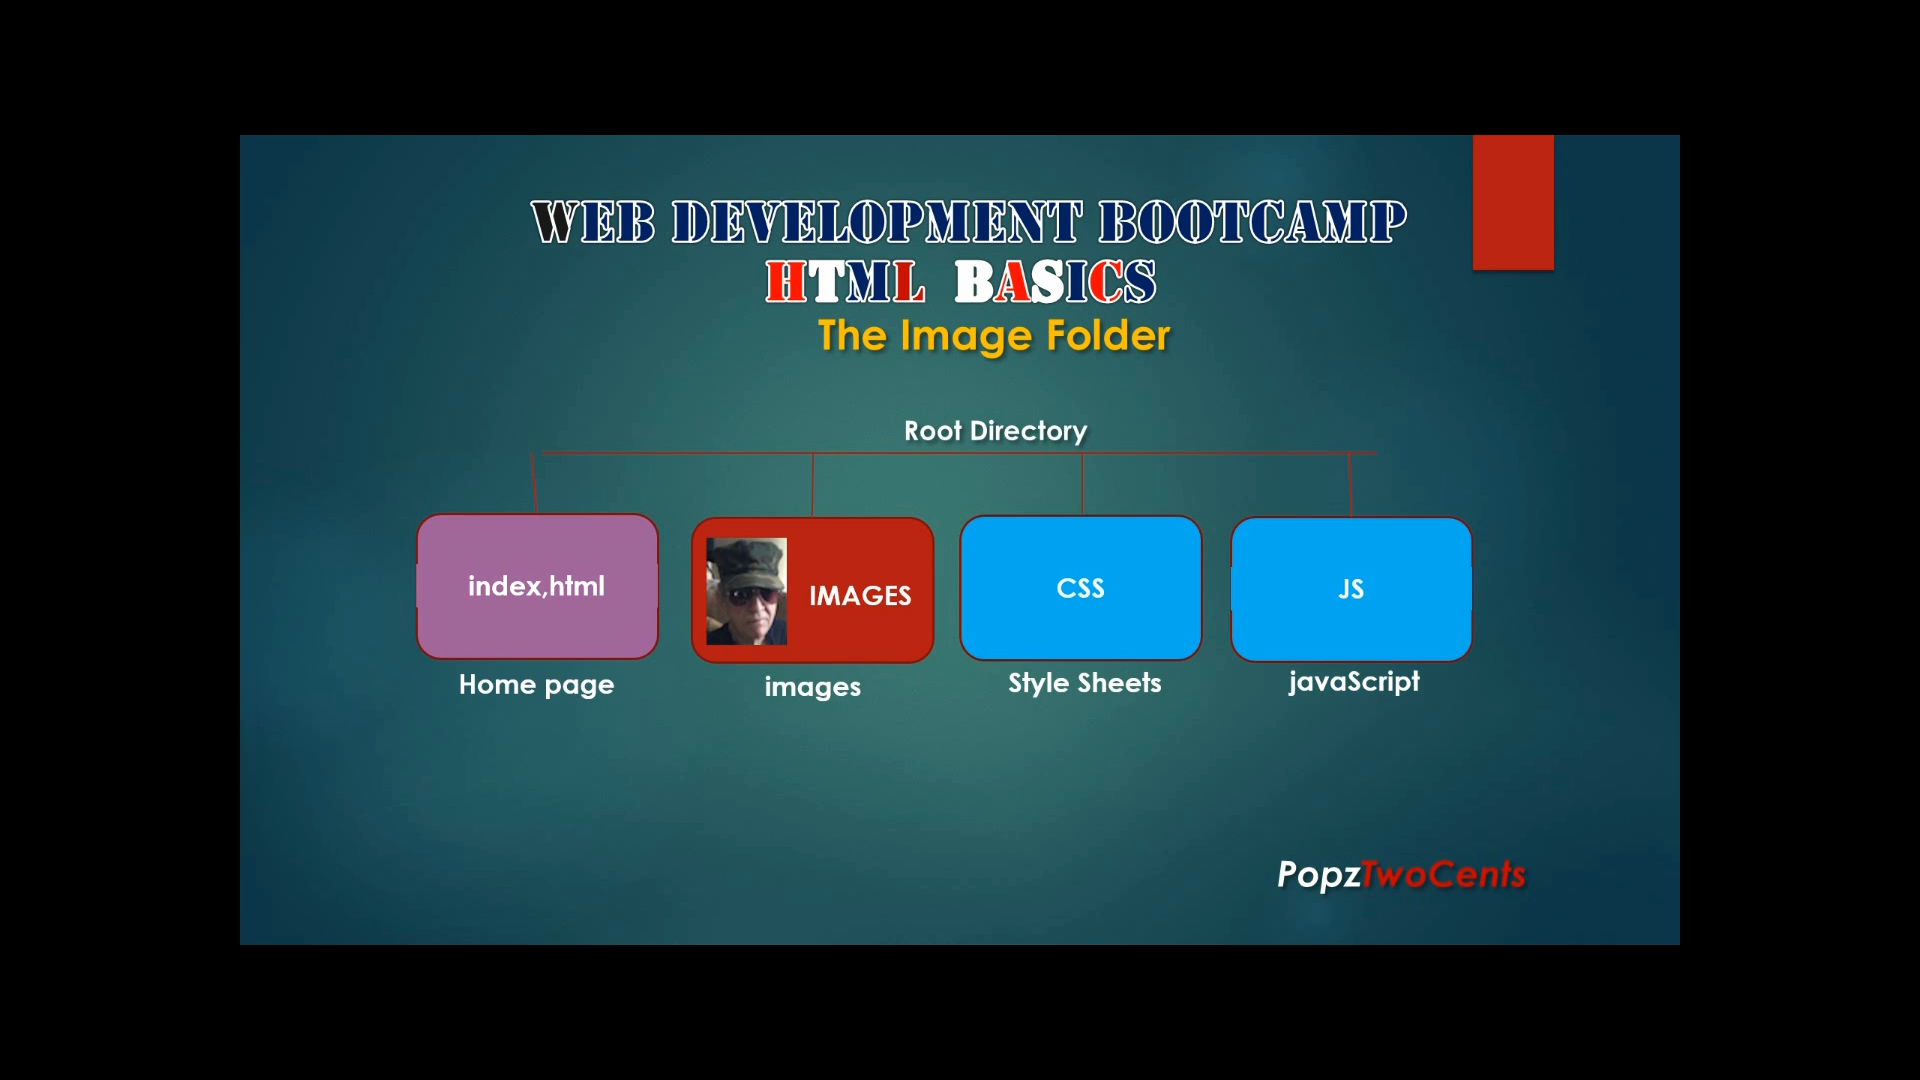 WEB DEVELOPMENT BOOTCAMP
HTML BASICS
The Image Folder
Root Directory
index,html
IMAGES
CSS
JS
Home page
images
Style Sheets
javaScript
PopzTwoCents